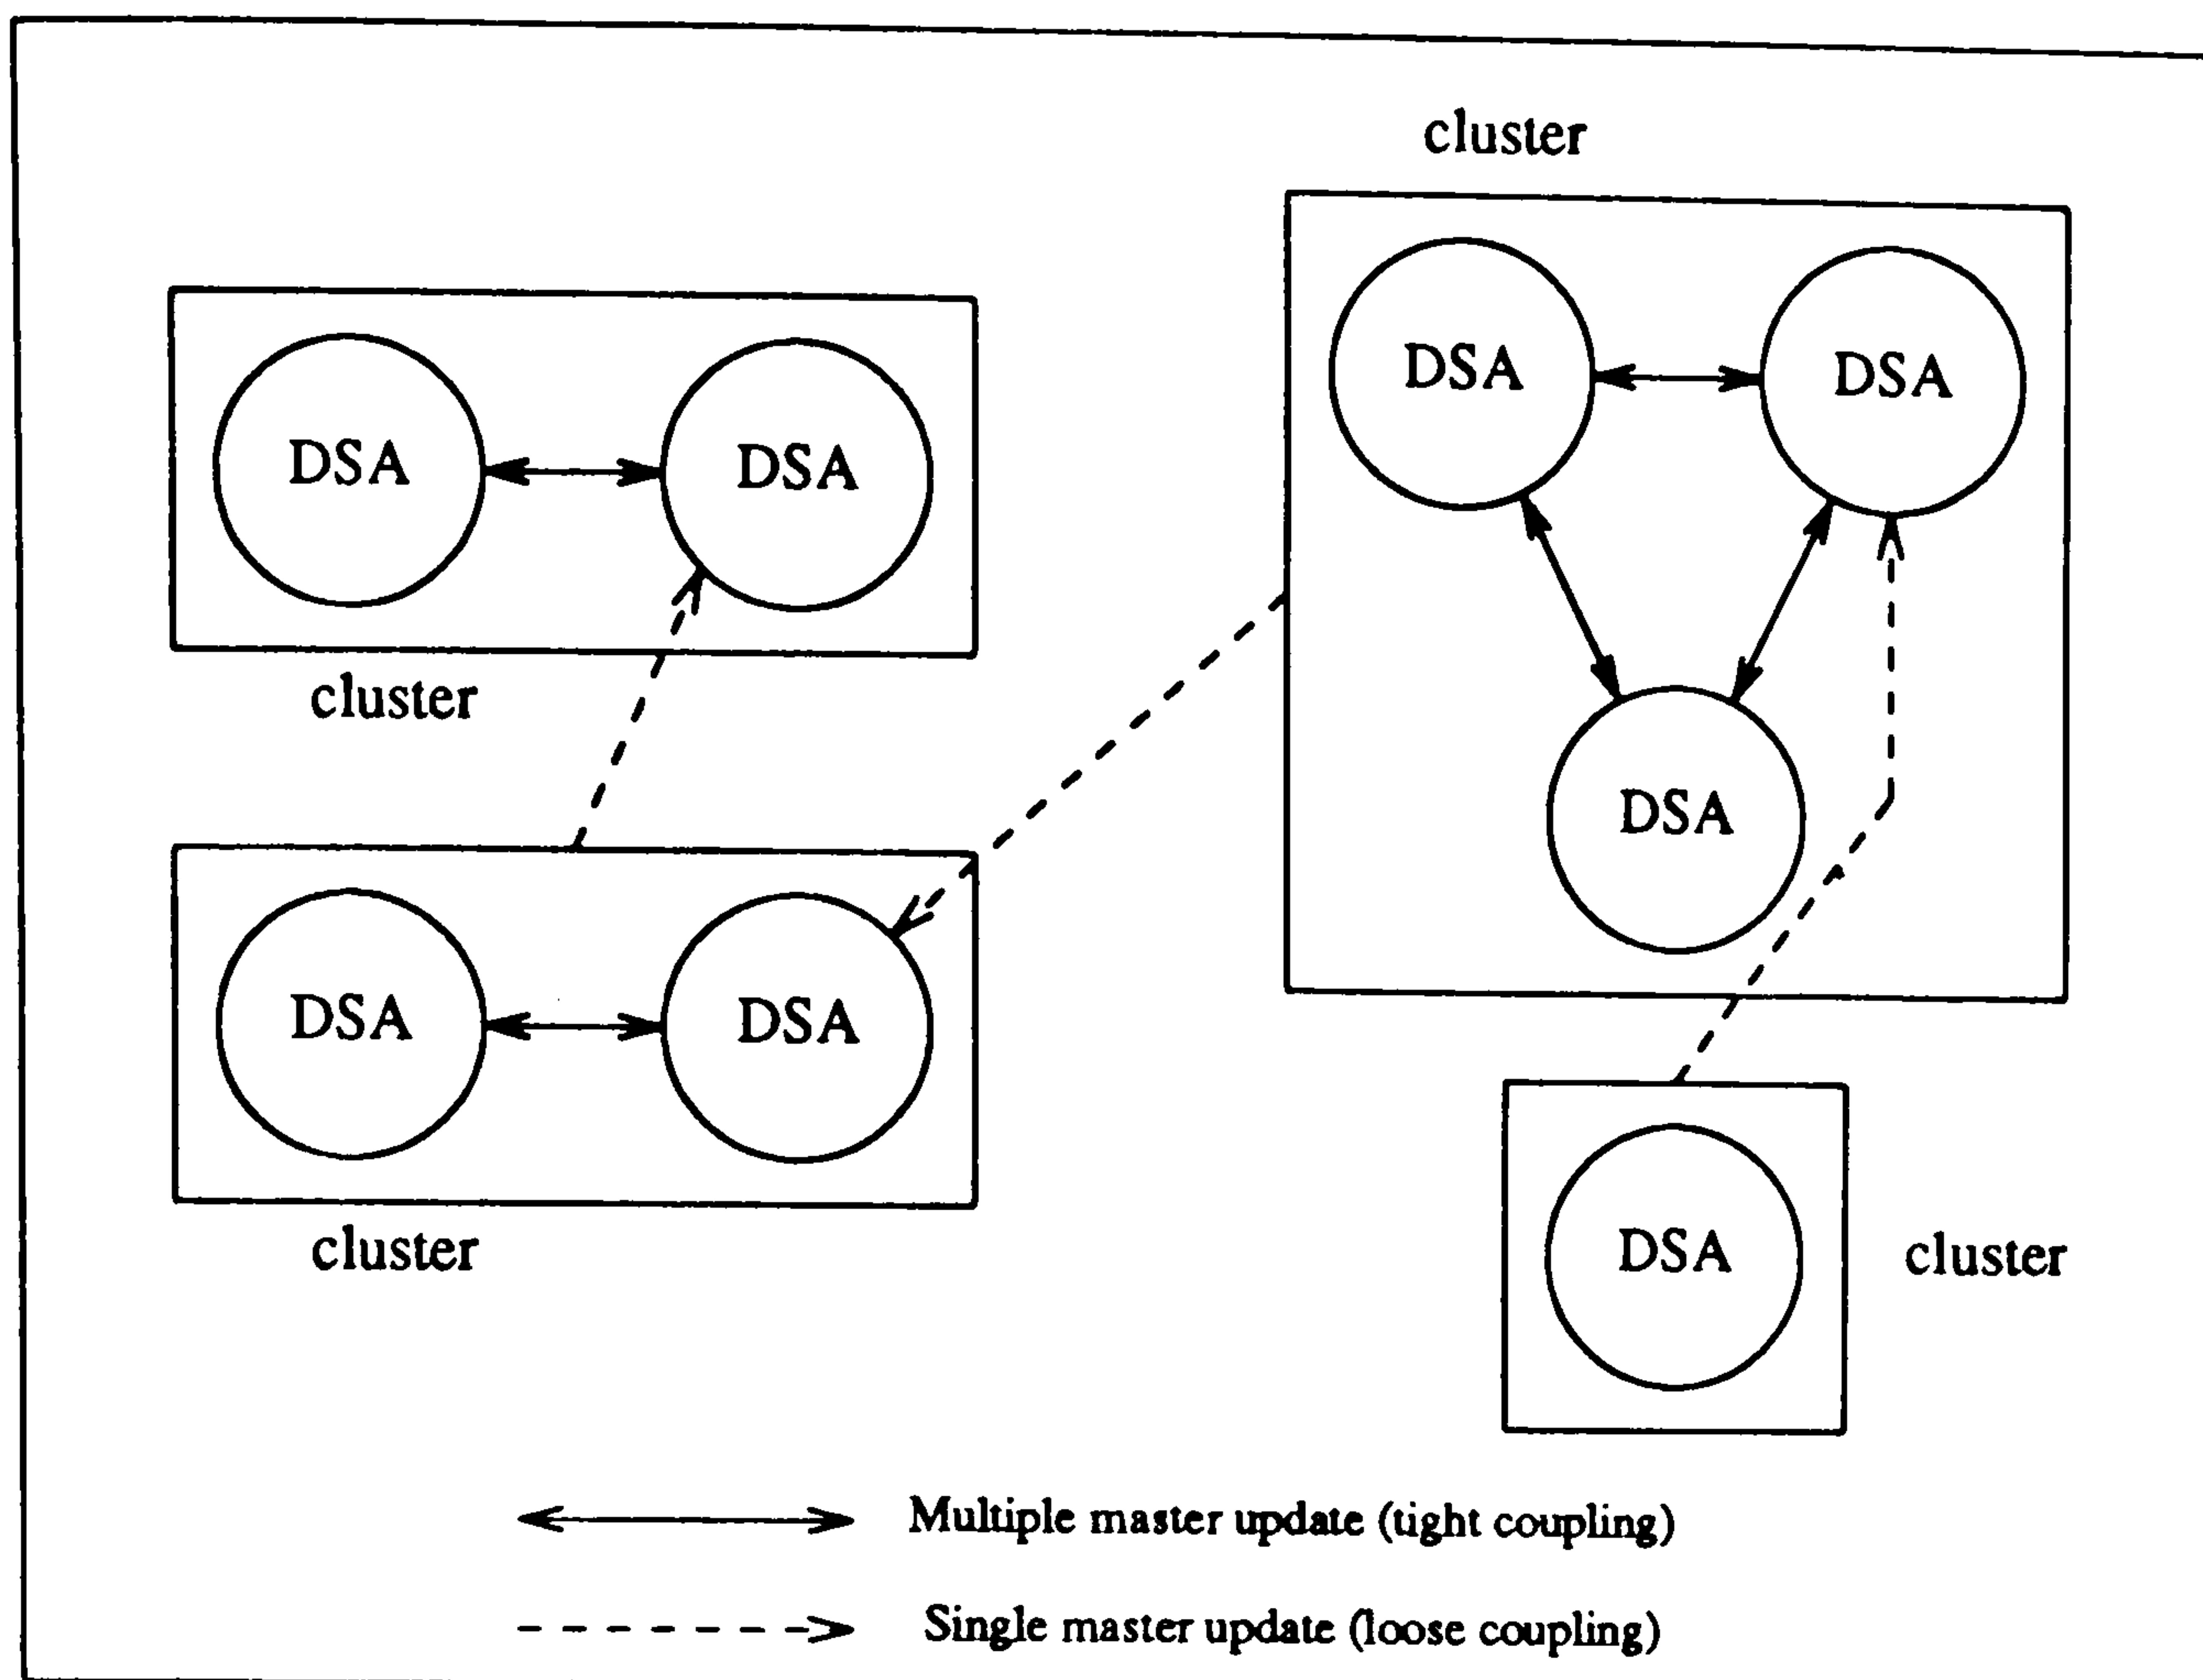 cluster
DSA
DSA
DSA
DSA
cluster
DSA
DSA
DSA
cluster
DSA
cluster
Multiple master update (tight coupling)
Single master update (loose coupling)